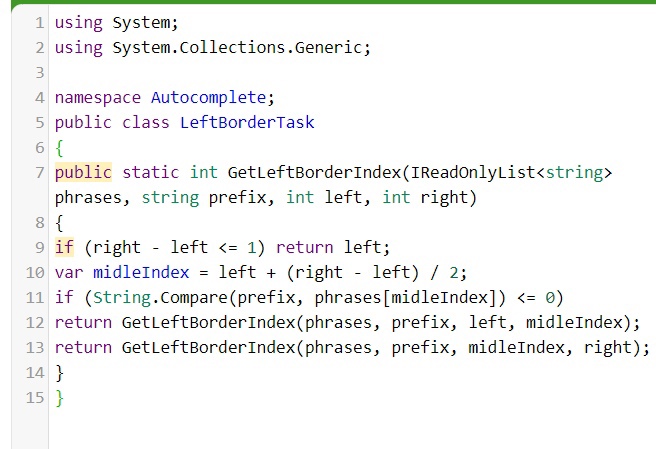 1 using System;
2 using System.Collections.Generic;
3
4 namespace Autocomplete;
5 public class LeftBorderTask
6 {
7 public static int GetLeftBorderIndex(IReadOnlyList<string>
phrases, string prefix, int left, int right)
8 {
9 if (right - left <= 1) return left;
10 var midleIndex = left + (right - left) / 2;
11 if (String.Compare(prefix, phrases[midleIndex]) <= 0)
12 return GetLeftBorderIndex(phrases, prefix, left, midleIndex);
13 return GetLeftBorderIndex(phrases, prefix, midleIndex, right);
14 }
15 }